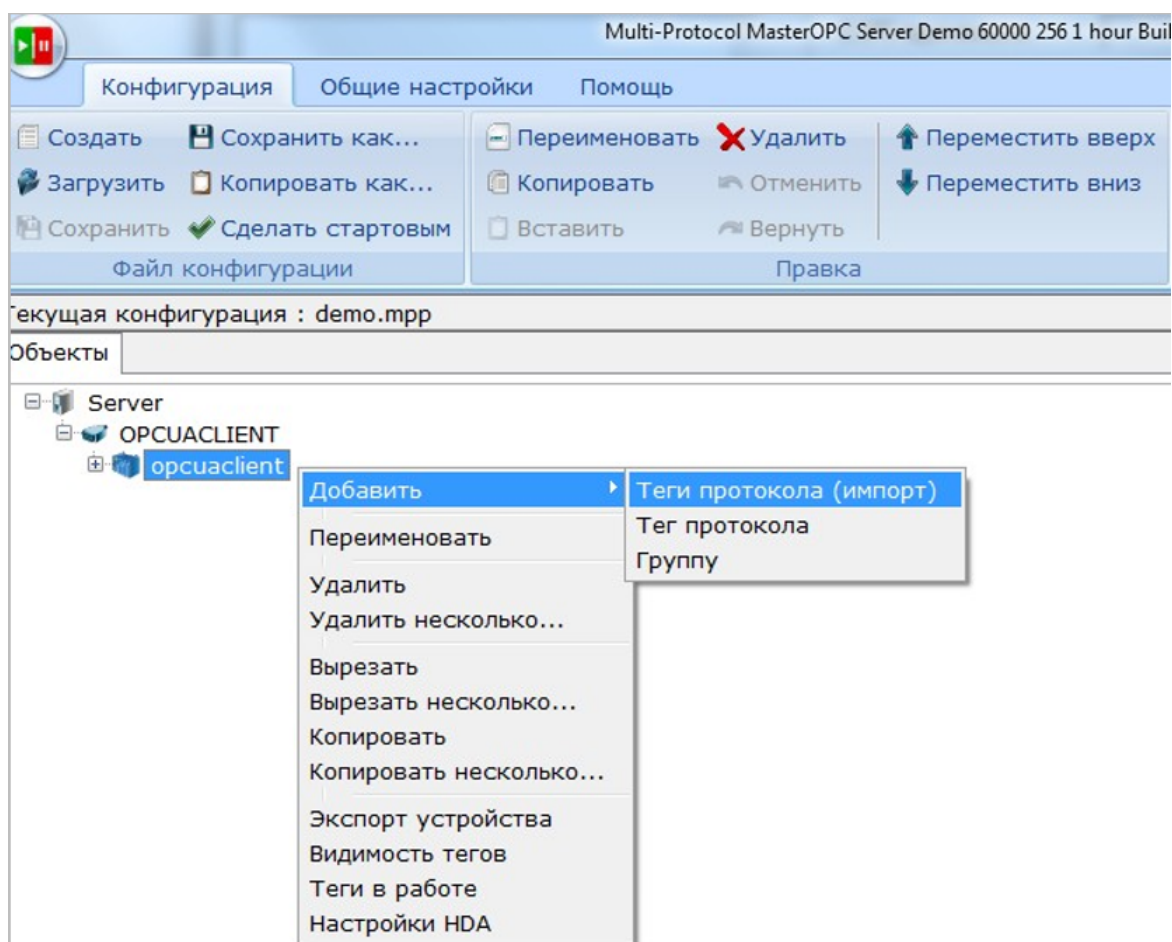 Multi-Protocol MasterOPC Server Demo 60000 256 1 hour Buil
Конфигурация Общие настройки Помощь
Создать Сохранить как... Переименовать Удалить Переместить вверх
Загрузить Копировать как... Копировать Отменить Переместить вниз
Сохранить Сделать стартовым Вставить Вернуть
Файл конфигурации Правка
Текущая конфигурация : demo.mpp
Объекты
Server
OPCUACLIENT
opcuaclient
Добавить Теги протокола (импорт)
Тег протокола
Переименовать
Группу
Удалить
Удалить несколько...
Вырезать
Вырезать несколько...
Копировать
Копировать несколько...
Экспорт устройства
Видимость тегов
Теги в работе
Настройки HDA